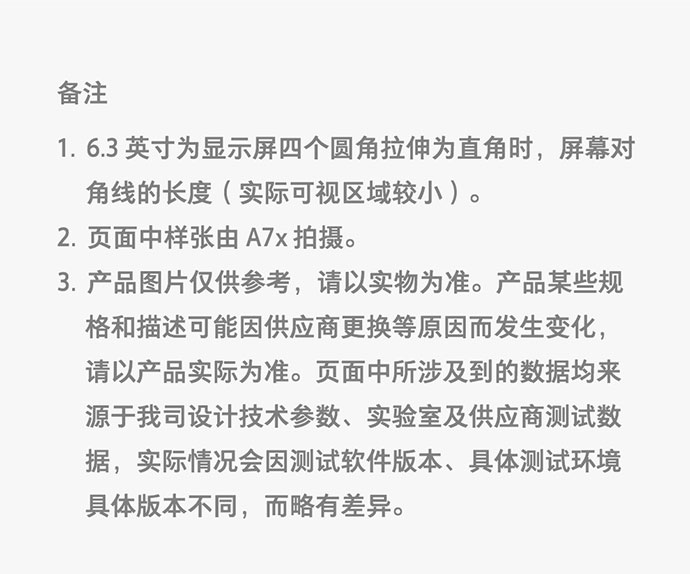 备注
1. 6.3 英寸为显示屏四个圆角拉伸为直角时，屏幕对
角线的长度（实际可视区域较小）。
2. 页面中样张由 A7x 拍摄。
3. 产品图片仅供参考，请以实物为准。产品某些规
格和描述可能因供应商更换等原因而发生变化，
请以产品实际为准。页面中所涉及到的数据均来
源于我司设计技术参数、实验室及供应商测试数
据，实际情况会因测试软件版本、具体测试环境
具体版本不同，而略有差异。